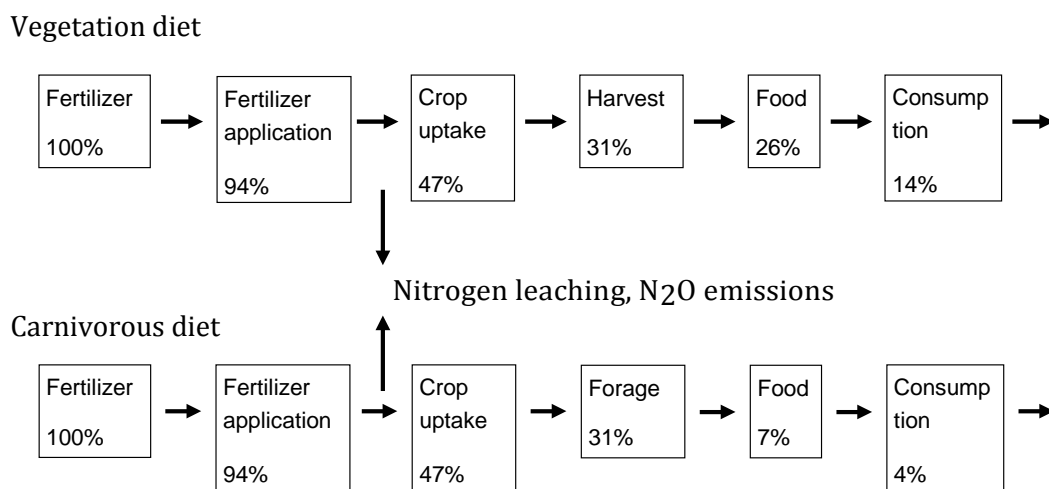 Vegetation diet
Fertilizer
100%
Fertilizer
application
94%
Crop
uptake
47%
Harvest
31%
Food
26%
Consump
tion
14%
Nitrogen leaching, N2O emissions
Carnivorous diet
Fertilizer
100%
Fertilizer
application
94%
Crop
uptake
47%
Forage
31%
Food
7%
Consump
tion
4%